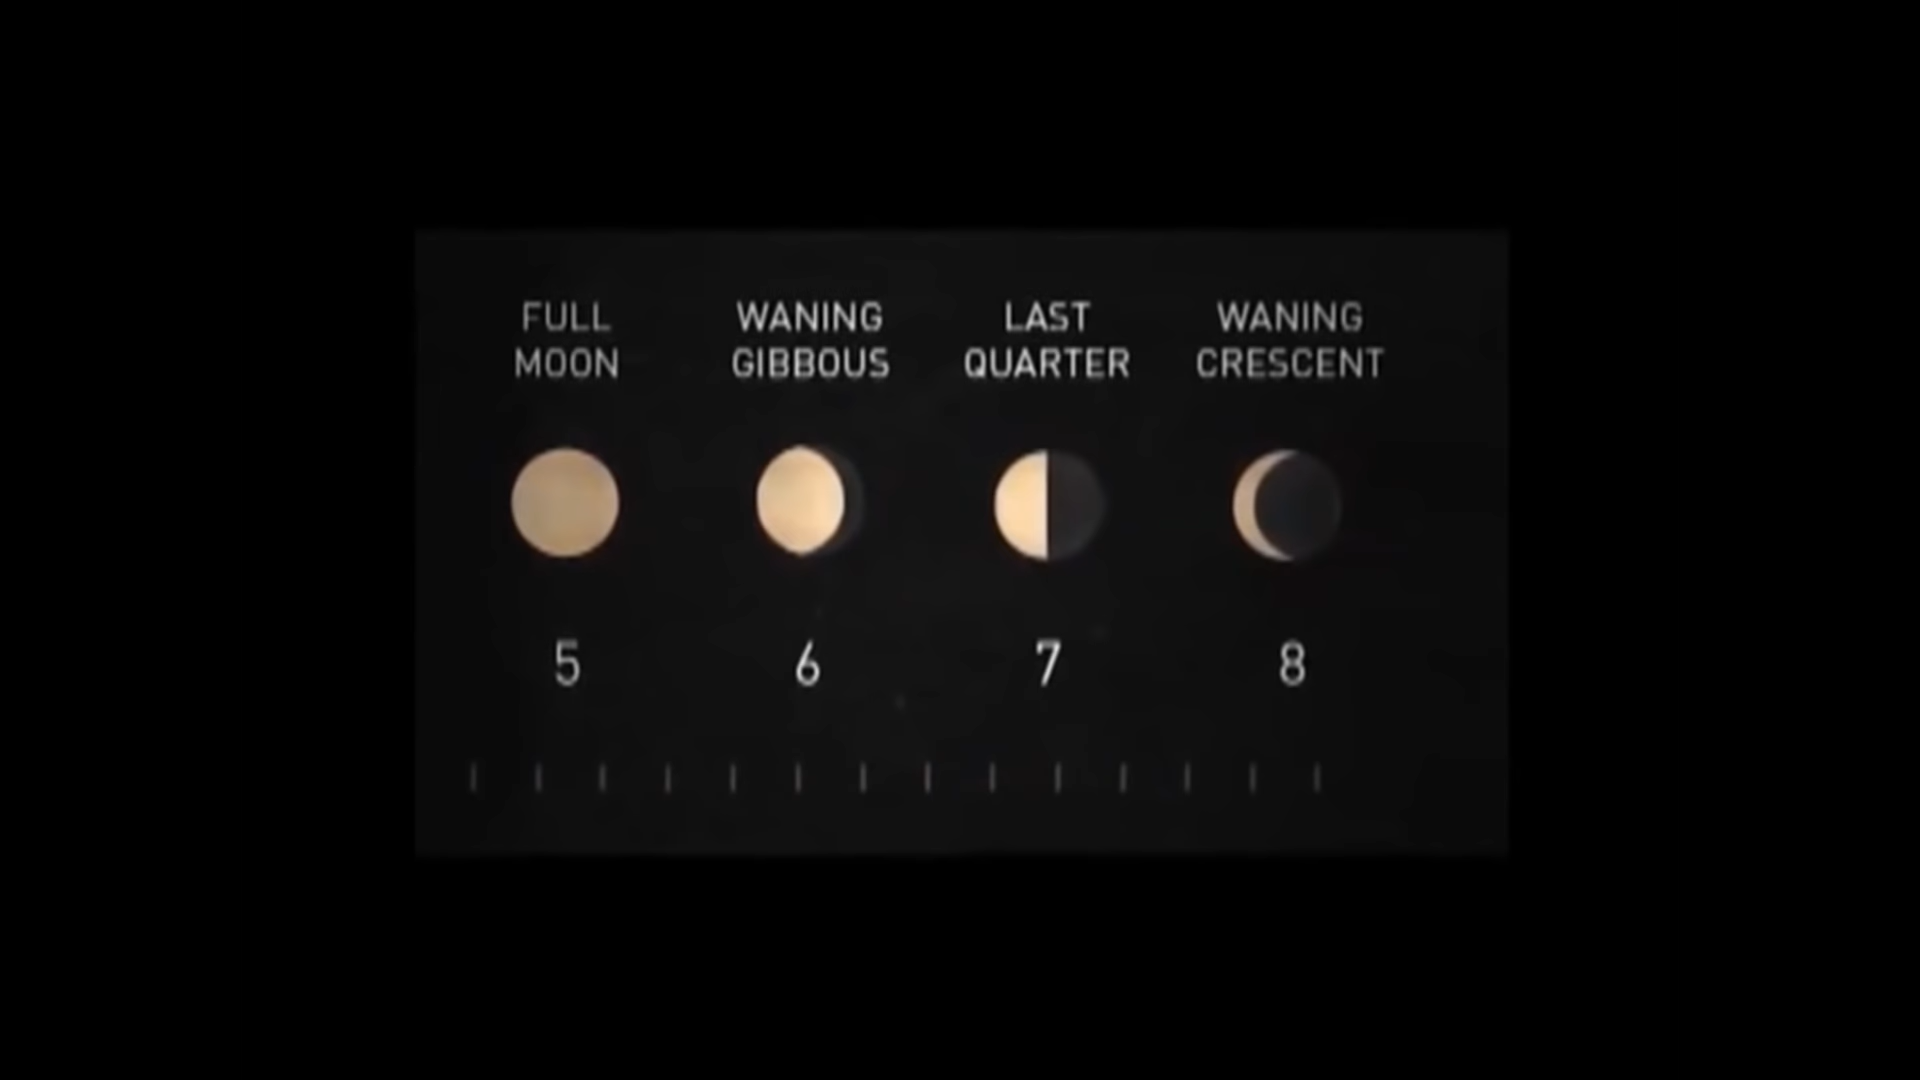 FULL
MOON
WANING
GIBBOUS
LAST
QUARTER
WANING
CRESCENT
5
6
7
8